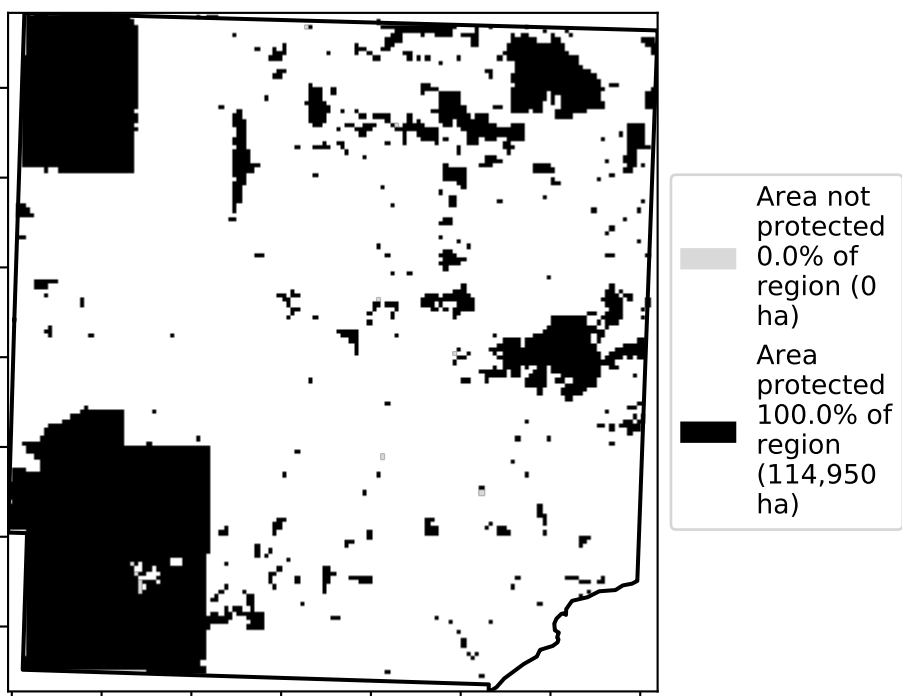 Area not
protected
0.0% of
region (0
ha)
Area
protected
100.0% of
region
(114,950
ha)